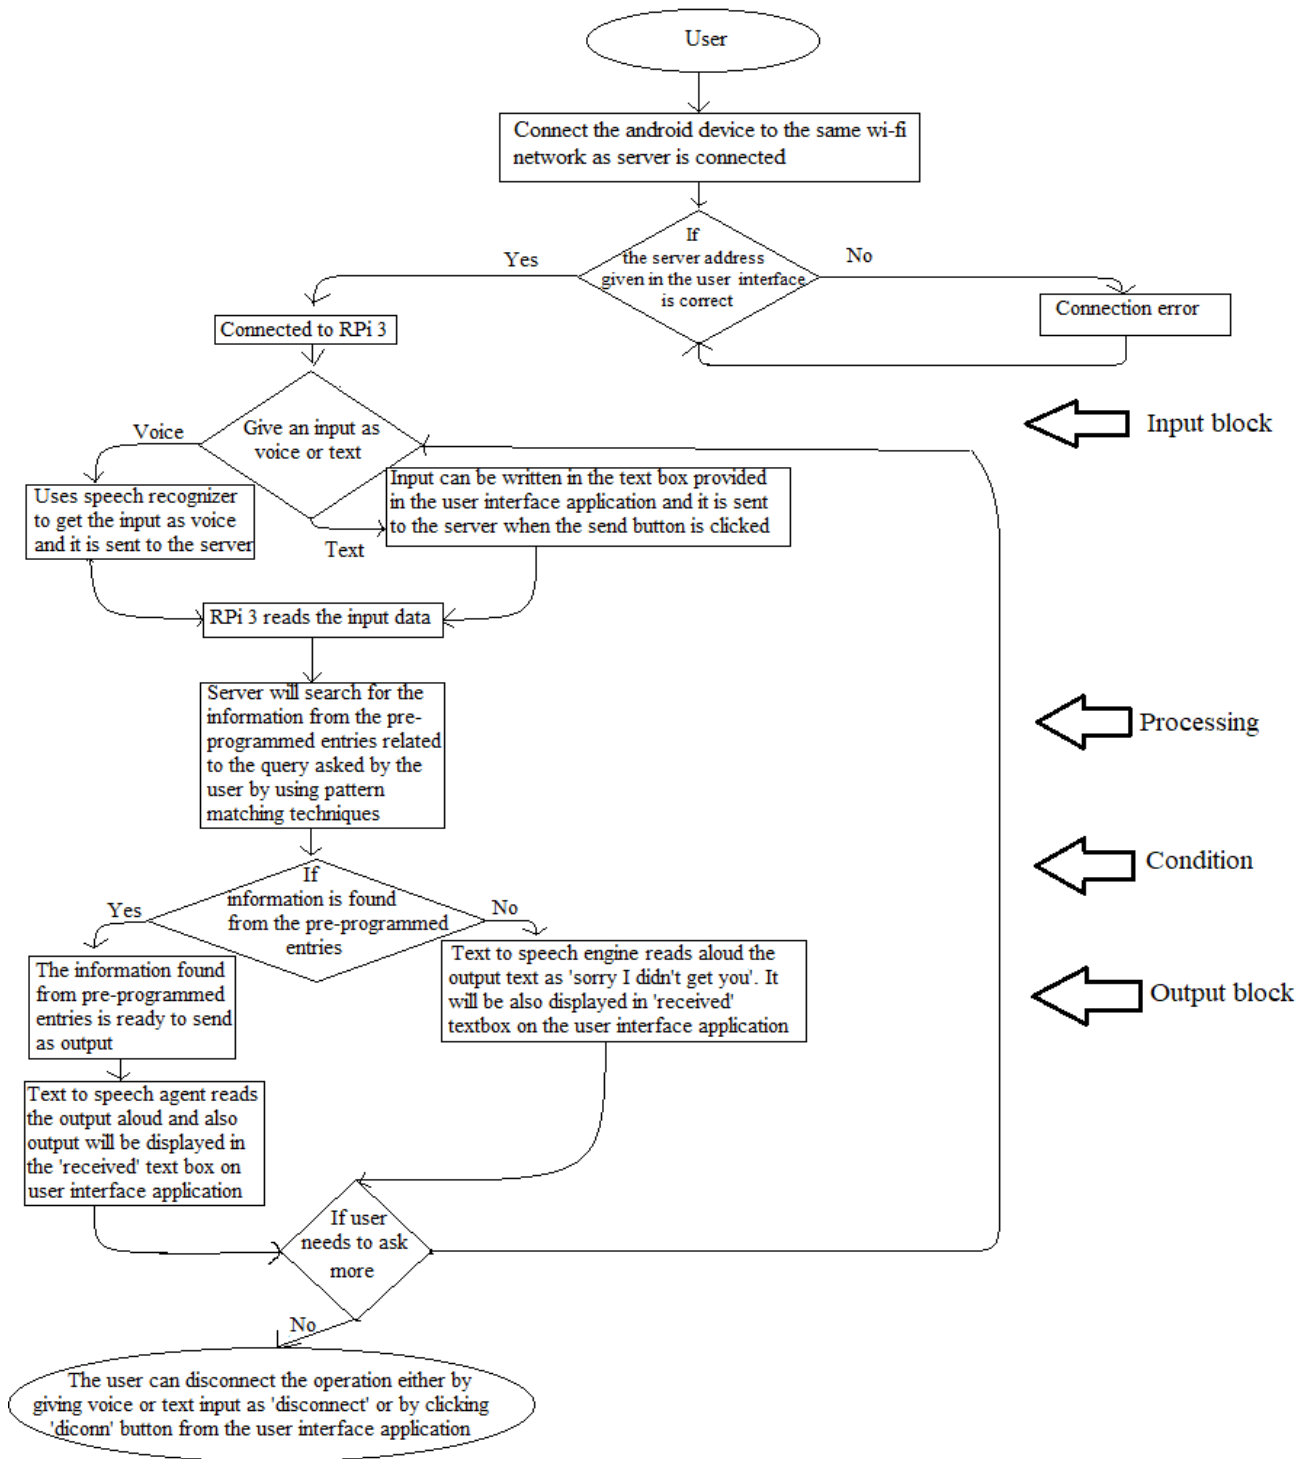 User
Connect the android device to the same wi-fi
network as server is connected
If
the server address
given in the user interface
is correct
Yes
No
Connected to RPi 3
Connection error
Give an input as
voice or text
Voice
Text
Input block
Uses speech recognizer
to get the input as voice
and it is sent to the server
Input can be written in the text box provided
in the user interface application and it is sent
to the server when the send button is clicked
RPi 3 reads the input data
Server will search for the
information from the pre-
programmed entries related
to the query asked by the
user by using pattern
matching techniques
Processing
If
information is found
from the pre-programmed
entries
Condition
Yes
No
The information found
from pre-programmed
entries is ready to send
as output
Text to speech engine reads aloud the
output text as 'sorry I didn't get you'. It
will be also displayed in 'received'
textbox on the user interface application
Output block
Text to speech agent reads
the output aloud and also
output will be displayed in
the 'received' text box on
user interface application
If user
needs to ask
more
No
The user can disconnect the operation either by
giving voice or text input as 'disconnect' or by clicking
'diconn' button from the user interface application